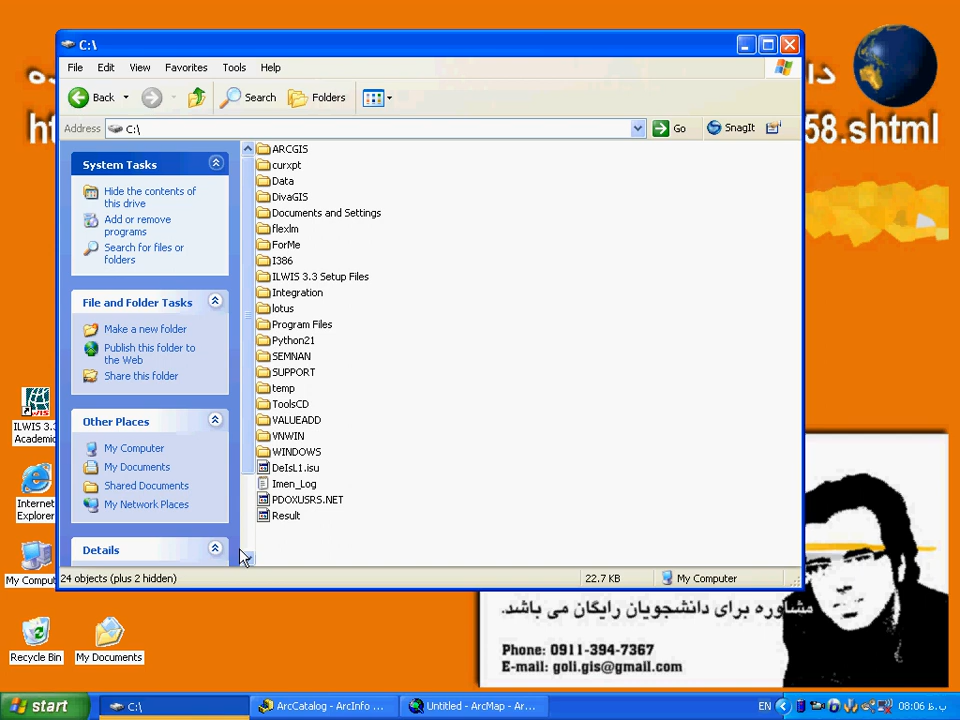 C:\
File Edit View Favorites Tools Help
Back Search Folders
Address C:\ Go SnagIt
58.shtml
System Tasks
Hide the contents of
this drive
Add or remove
programs
Search for files or
folders
File and Folder Tasks
Make a new folder
Publish this folder to
the Web
Share this folder
Other Places
My Computer
My Documents
Shared Documents
My Network Places
Details
ARCGIS
curxpt
Data
DivaGIS
Documents and Settings
flexlm
ForMe
I386
ILWIS 3.3 Setup Files
Integration
lotus
Program Files
Python21
SEMNAN
SUPPORT
temp
ToolsCD
VALUEADD
VNWIN
WINDOWS
DeIsL1.isu
Imen_Log
PDOXUSRS.NET
Result
24 objects (plus 2 hidden) 22.7 KB My Computer
ILWIS 3.3
Academic
Internet
Explorer
My Comput
Recycle Bin
My Documents
مشاوره برای دانشجویان رایگان می باشد.
Phone: 0911-394-7367
E-mail: goli.gis@gmail.com
start C:\ ArcCatalog - ArcInfo ... Untitled - ArcMap - Ar... EN 08:06 ب.ظ